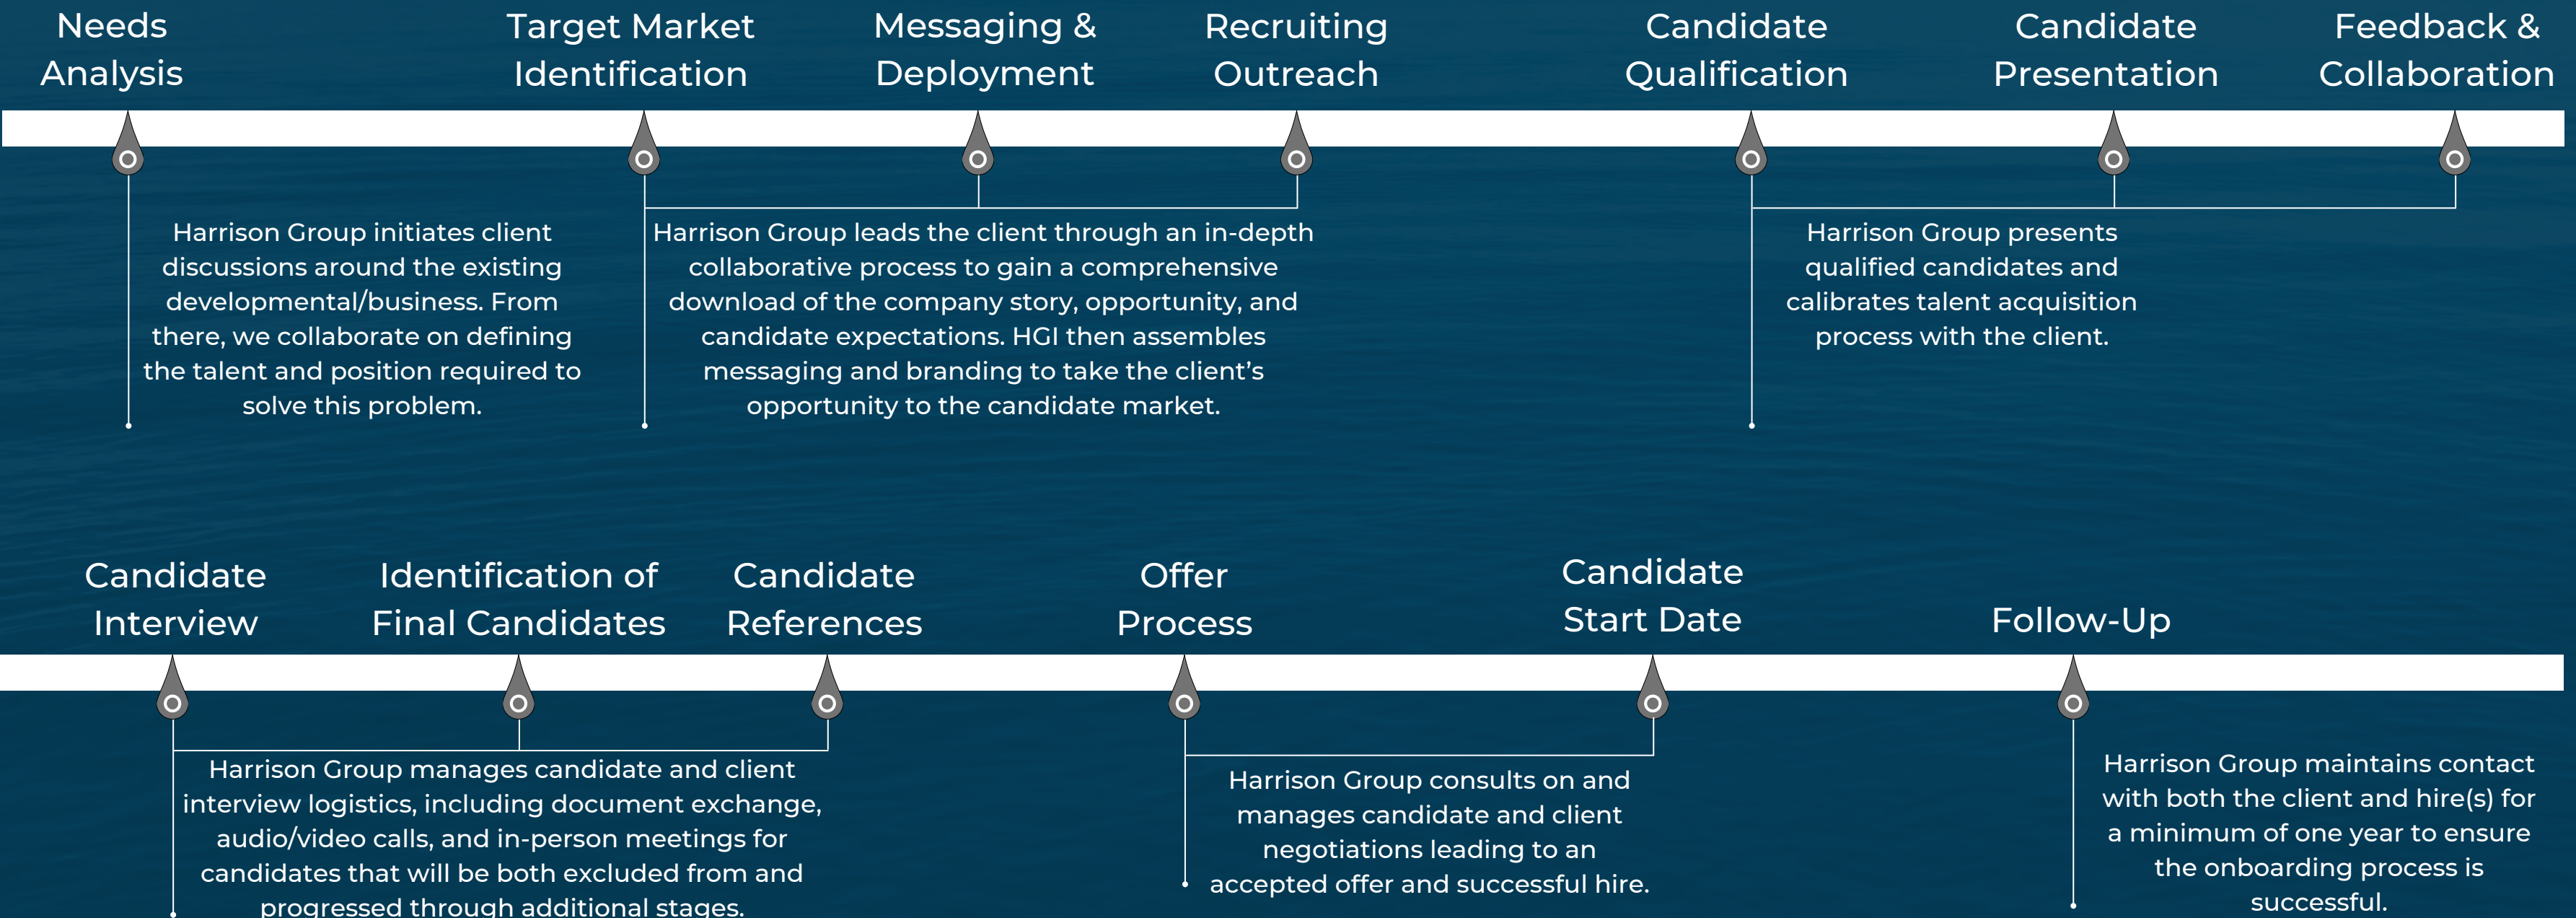 Needs
Analysis
Target Market
Identification
Messaging &
Deployment
Recruiting
Outreach
Candidate
Qualification
Candidate
Presentation
Feedback &
Collaboration
Harrison Group initiates client
discussions around the existing
developmental/business. From
there, we collaborate on defining
the talent and position required to
solve this problem.
Harrison Group leads the client through an in-depth
collaborative process to gain a comprehensive
download of the company story, opportunity, and
candidate expectations. HGI then assembles
messaging and branding to take the client’s
opportunity to the candidate market.
Harrison Group presents
qualified candidates and
calibrates talent acquisition
process with the client.
Candidate
Interview
Identification of
Final Candidates
Candidate
References
Offer
Process
Candidate
Start Date
Follow-Up
Harrison Group manages candidate and client
interview logistics, including document exchange,
audio/video calls, and in-person meetings for
candidates that will be both excluded from and
progressed through additional stages.
Harrison Group consults on and
manages candidate and client
negotiations leading to an
accepted offer and successful hire.
Harrison Group maintains contact
with both the client and hire(s) for
a minimum of one year to ensure
the onboarding process is
successful.